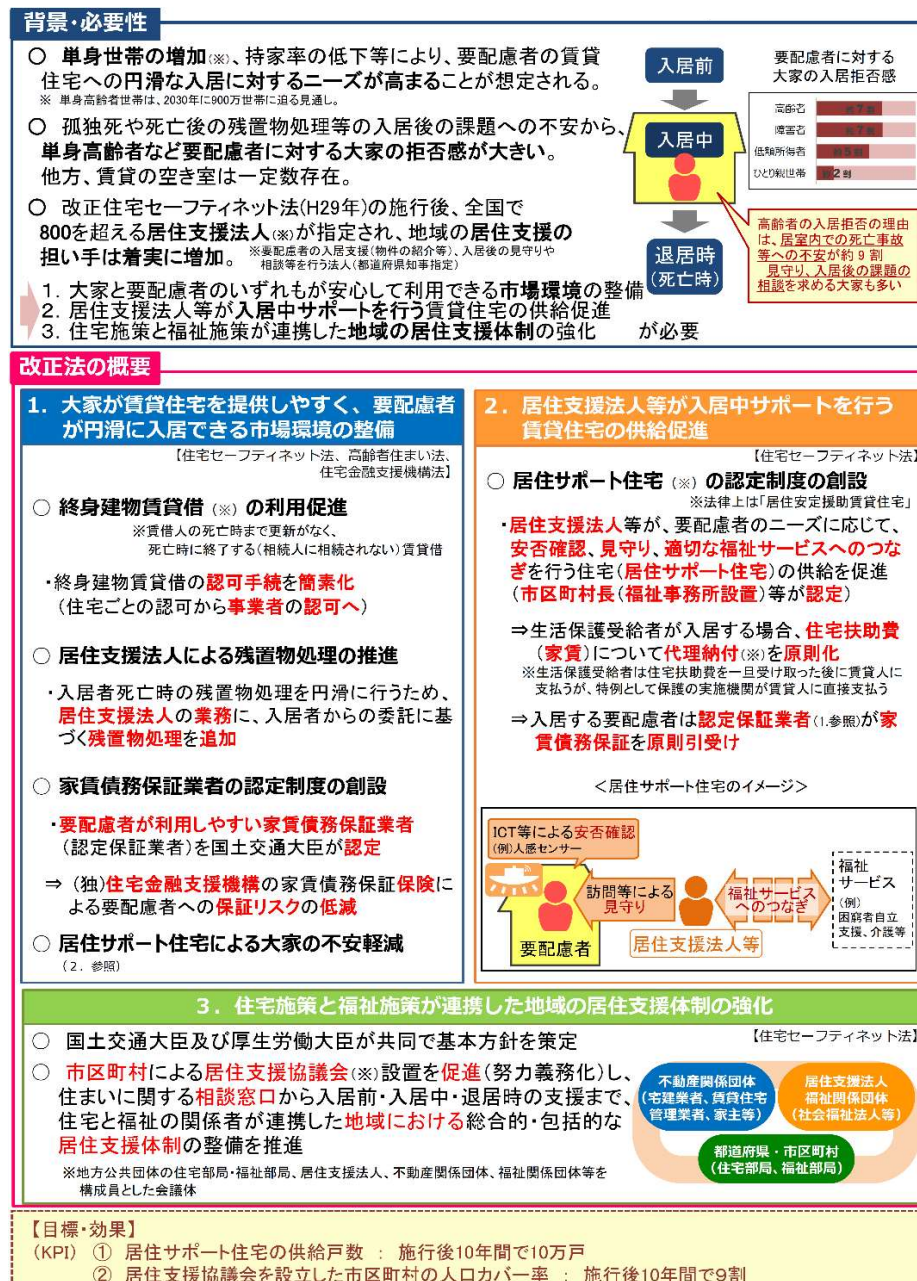 背景・必要性
○ 単身世帯の増加(※)、持家率の低下等により、要配慮者の賃貸
住宅への円滑な入居に対するニーズが高まることが想定される。
※ 単身高齢者世帯は、2030年に900万世帯に迫る見通し。
○ 孤独死や死亡後の残置物処理等の入居後の課題への不安から、
単身高齢者など要配慮者に対する大家の拒否感が大きい。
他方、賃貸の空き室は一定数存在。
○ 改正住宅セーフティネット法(H29年)の施行後、全国で
800を超える居住支援法人(※)が指定され、地域の居住支援の
担い手は着実に増加。 ※要配慮者の入居支援(物件の紹介等)、入居後の見守りや
相談等を行う法人(都道府県知事指定)
入居前
入居中
退居時
(死亡時)
要配慮者に対する
大家の入居拒否感
高齢者 約7割
障害者 約7割
低額所得者 約5割
ひとり親世帯 約2割
高齢者の入居拒否の理由
は、居室内での死亡事故
等への不安が約9割
見守り、入居後の課題の
相談を求める大家も多い
1. 大家と要配慮者のいずれもが安心して利用できる市場環境の整備
2. 居住支援法人等が入居中サポートを行う賃貸住宅の供給促進
3. 住宅施策と福祉施策が連携した地域の居住支援体制の強化 が必要
改正法の概要
1. 大家が賃貸住宅を提供しやすく、要配慮者
が円滑に入居できる市場環境の整備
【住宅セーフティネット法、高齢者住まい法、
住宅金融支援機構法】
○ 終身建物賃貸借(※)の利用促進
※賃借人の死亡時まで更新がなく、
死亡時に終了する(相続人に相続されない)賃貸借
・終身建物賃貸借の認可手続を簡素化
(住宅ごとの認可から事業者の認可へ)
○ 居住支援法人による残置物処理の推進
・入居者死亡時の残置物処理を円滑に行うため、
居住支援法人の業務に、入居者からの委託に基
づく残置物処理を追加
○ 家賃債務保証業者の認定制度の創設
・要配慮者が利用しやすい家賃債務保証業者
(認定保証業者)を国土交通大臣が認定
⇒ (独)住宅金融支援機構の家賃債務保証保険に
よる要配慮者への保証リスクの低減
○ 居住サポート住宅による大家の不安軽減
(2. 参照)
2. 居住支援法人等が入居中サポートを行う
賃貸住宅の供給促進
【住宅セーフティネット法】
○ 居住サポート住宅(※)の認定制度の創設
※法律上は「居住安定援助賃貸住宅」
・居住支援法人等が、要配慮者のニーズに応じて、
安否確認、見守り、適切な福祉サービスへのつな
ぎを行う住宅(居住サポート住宅)の供給を促進
(市区町村長(福祉事務所設置)等が認定)
⇒生活保護受給者が入居する場合、住宅扶助費
(家賃)について代理納付(※)を原則化
※生活保護受給者は住宅扶助費を一旦受け取った後に賃貸人に
支払うが、特例として保護の実施機関が賃貸人に直接支払う
⇒入居する要配慮者は認定保証業者(1.参照)が家
賃債務保証を原則引受け
<居住サポート住宅のイメージ>
ICT等による安否確認
(例)人感センサー
訪問等による
見守り
要配慮者
居住支援法人等
福祉サービス
へのつなぎ
福祉
サービス
(例)
困窮者自立
支援、介護等
3. 住宅施策と福祉施策が連携した地域の居住支援体制の強化
【住宅セーフティネット法】
○ 国土交通大臣及び厚生労働大臣が共同で基本方針を策定
○ 市区町村による居住支援協議会(※)設置を促進(努力義務化)し、
住まいに関する相談窓口から入居前・入居中・退居時の支援まで、
住宅と福祉の関係者が連携した地域における総合的・包括的な
居住支援体制の整備を推進
※地方公共団体の住宅部局・福祉部局、居住支援法人、不動産関係団体、福祉関係団体等を
構成員とした会議体
不動産関係団体
(宅建業者、賃貸住宅
管理業者、家主等)
居住支援法人
福祉関係団体
(社会福祉法人等)
都道府県・市区町村
(住宅部局、福祉部局)
【目標・効果】
(KPI) ① 居住サポート住宅の供給戸数 : 施行後10年間で10万戸
② 居住支援協議会を設立した市区町村の人口カバー率 : 施行後10年間で9割